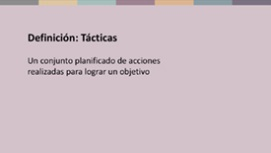 Definición: Tácticas
Un conjunto planificado de acciones
realizadas para lograr un objetivo